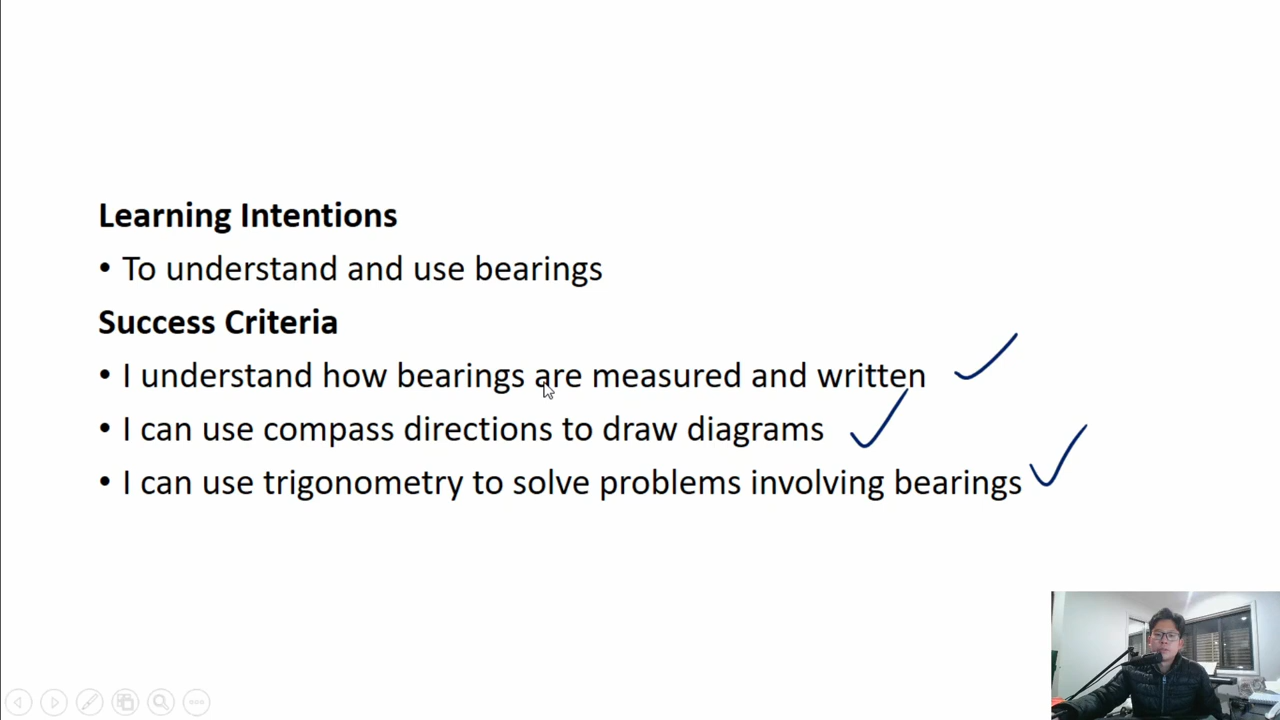 Learning Intentions
• To understand and use bearings
Success Criteria
• I understand how bearings are measured and written
• I can use compass directions to draw diagrams
• I can use trigonometry to solve problems involving bearings